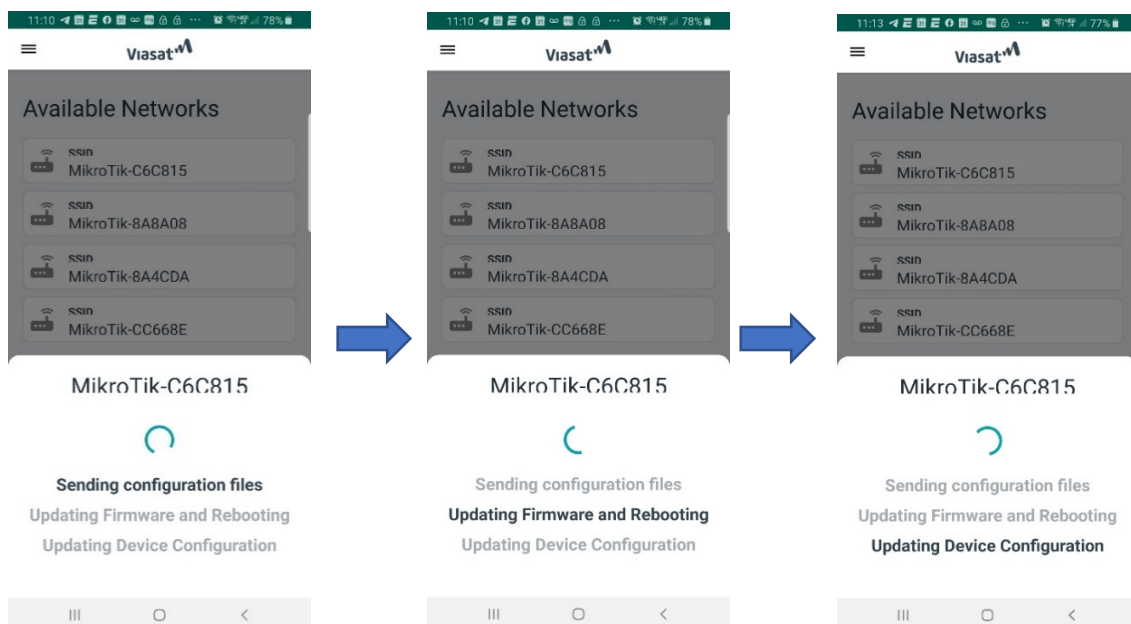 11:10 78%
Viasat
Available Networks
SSID
MikroTik-C6C815
SSID
MikroTik-8A8A08
SSID
MikroTik-8A4CDA
SSID
MikroTik-CC668E
MikroTik-C6C815
Sending configuration files
Updating Firmware and Rebooting
Updating Device Configuration
11:10 78%
Viasat
Available Networks
SSID
MikroTik-C6C815
SSID
MikroTik-8A8A08
SSID
MikroTik-8A4CDA
SSID
MikroTik-CC668E
MikroTik-C6C815
Sending configuration files
Updating Firmware and Rebooting
Updating Device Configuration
11:13 77%
Viasat
Available Networks
SSID
MikroTik-C6C815
SSID
MikroTik-8A8A08
SSID
MikroTik-8A4CDA
SSID
MikroTik-CC668E
MikroTik-C6C815
Sending configuration files
Updating Firmware and Rebooting
Updating Device Configuration